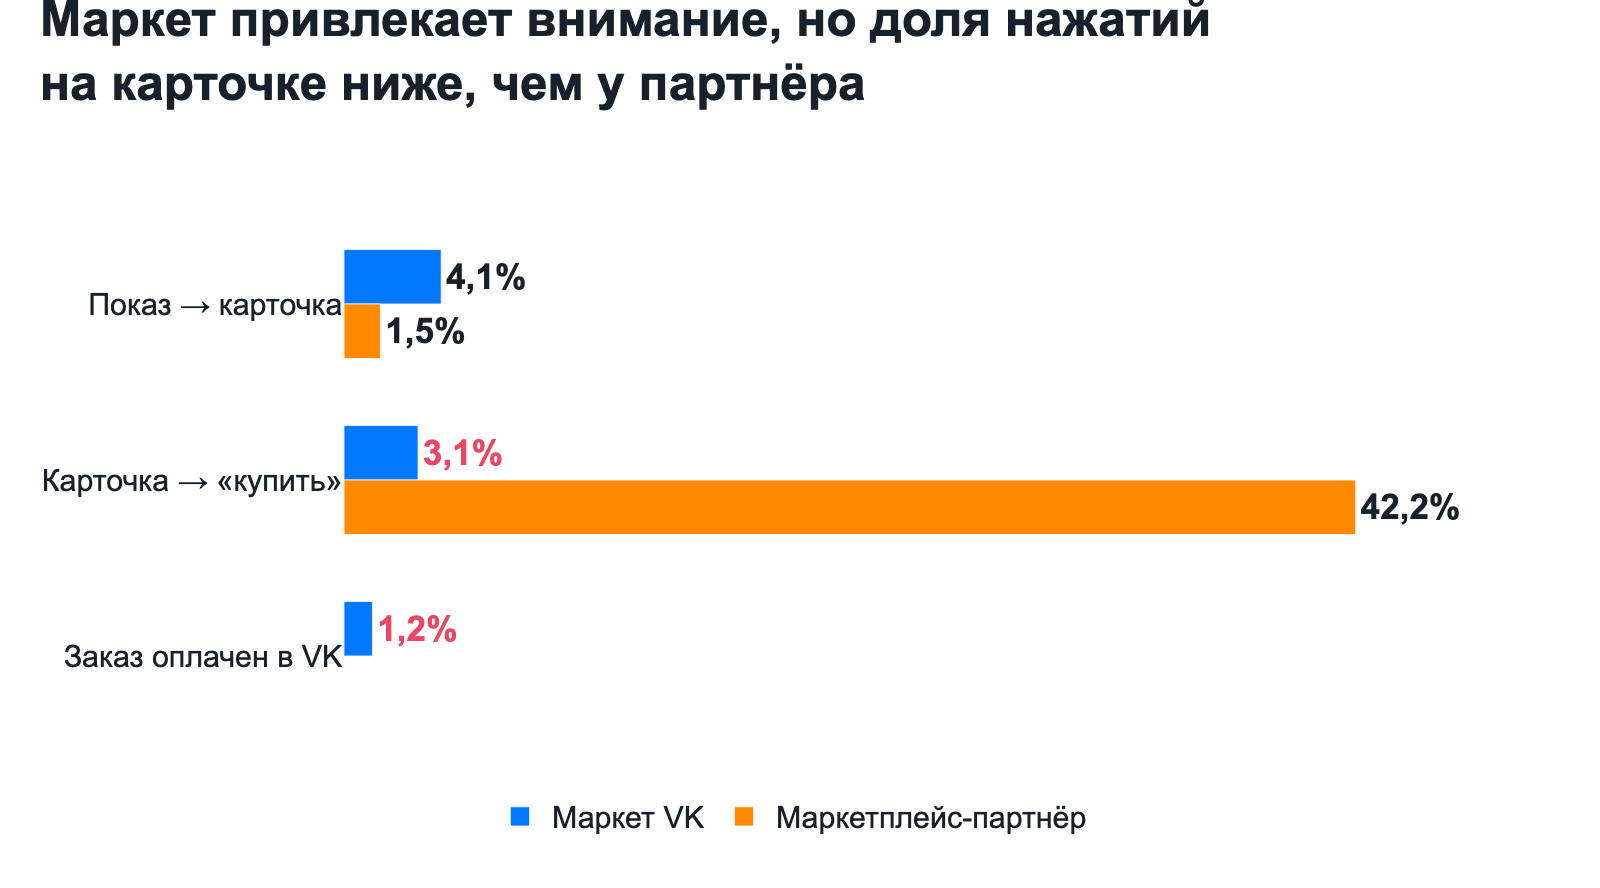 Маркет привлекает внимание, но доля нажатий
на карточке ниже, чем у партнёра
4,1%
Показ → карточка
1,5%
3,1%
Карточка → «купить»
42,2%
1,2%
Заказ оплачен в VK
Маркет VK Маркетплейс-партнёр